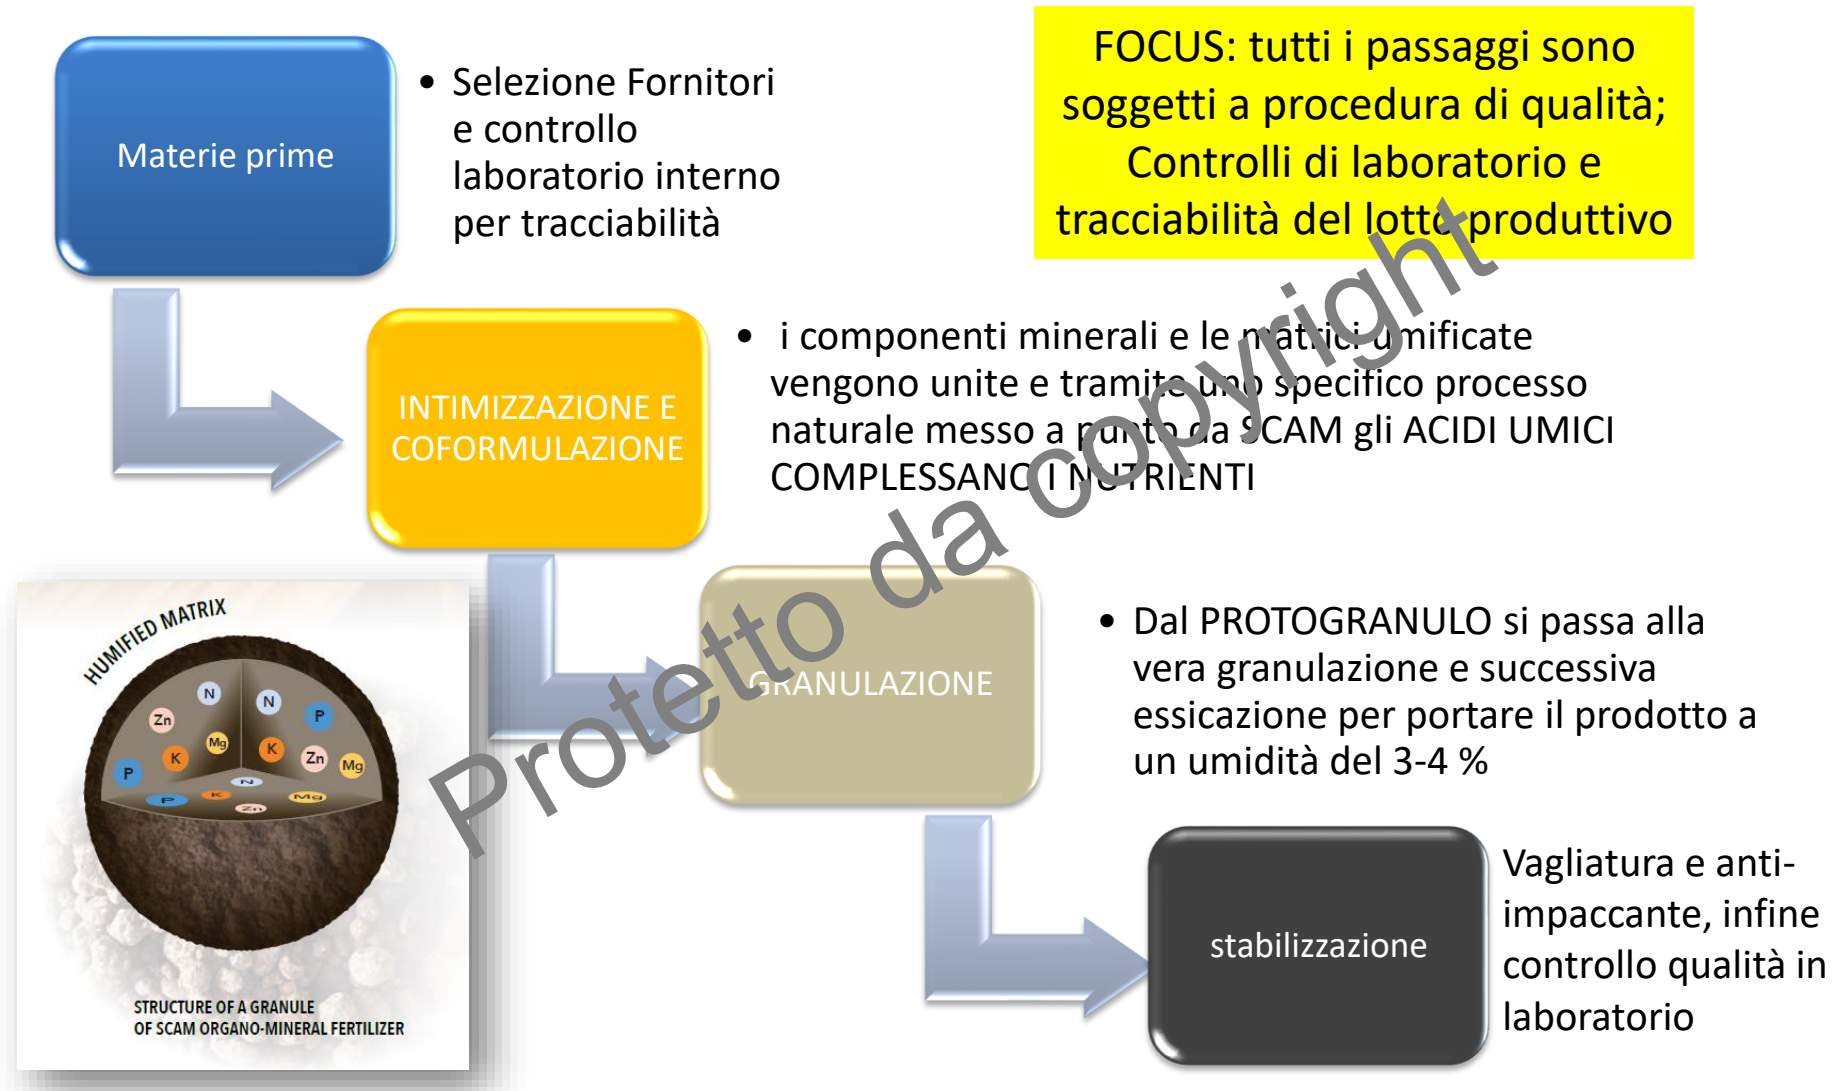 Materie prime
• Selezione Fornitori
e controllo
laboratorio interno
per tracciabilità
FOCUS: tutti i passaggi sono
soggetti a procedura di qualità;
Controlli di laboratorio e
tracciabilità del lotto produttivo
INTIMIZZAZIONE E
COFORMULAZIONE
• i componenti minerali e le matrici umificate
vengono unite e tramite uno specifico processo
naturale messo a punto da SCAM gli ACIDI UMICI
COMPLESSANO I NUTRIENTI
GRANULAZIONE
• Dal PROTOGRANULO si passa alla
vera granulazione e successiva
essicazione per portare il prodotto a
un umidità del 3-4 %
stabilizzazione
Vagliatura e anti-
impaccante, infine
controllo qualità in
laboratorio
HUMIFIED MATRIX
N
N
Zn
P
Mg
K
K
Zn
Mg
P
N
P
K
Mg
Zn
STRUCTURE OF A GRANULE
OF SCAM ORGANO-MINERAL FERTILIZER
Protetto da copyright